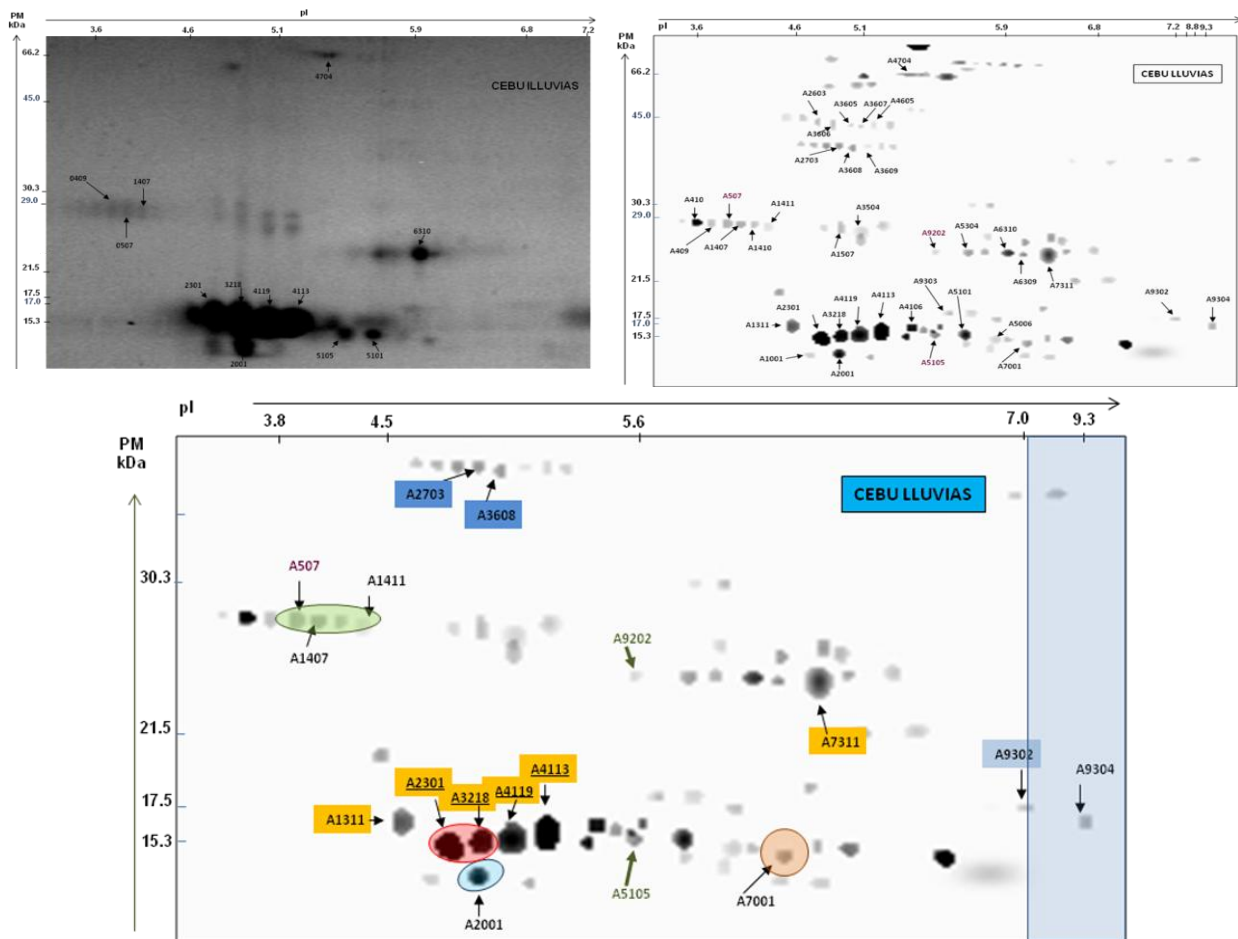 pI
PM
kDa
3.6 4.6 5.1 5.9 6.8 7.2
66.2
4704
CEBU ILLUVIAS
45.0
30.3
29.0
0409 1407
0507
6310
21.5
17.5
17.0
15.3
2301 3218 4119 4113
5105 5101
2001
pI
PM
kDa
3.6 4.6 5.1 5.9 6.8 7.2 8.8 9.3
A4704
66.2
CEBU LLUVIAS
A2603 A3605 A3607 A4605
45.0
A3606
A2703 A3608 A3609
30.3
29.0
A410 A507 A1411 A3504
A409 A1407 A1410 A1507
A9202 A5304 A6310
A6309 A7311
21.5
A9303 A9302 A9304
17.5
17.0
15.3
A2301 A4119 A4113 A5101
A1311 A3218 A4106 A5006
A1001 A2001 A5105 A7001
pI
3.8 4.5 5.6 7.0 9.3
PM
kDa
A2703
A3608
CEBU LLUVIAS
30.3
A507
A1411
A1407
A9202
21.5
A7311
A9302
A9304
A4113
A2301
A3218
A4119
17.5
A1311
15.3
A5105
A7001
A2001